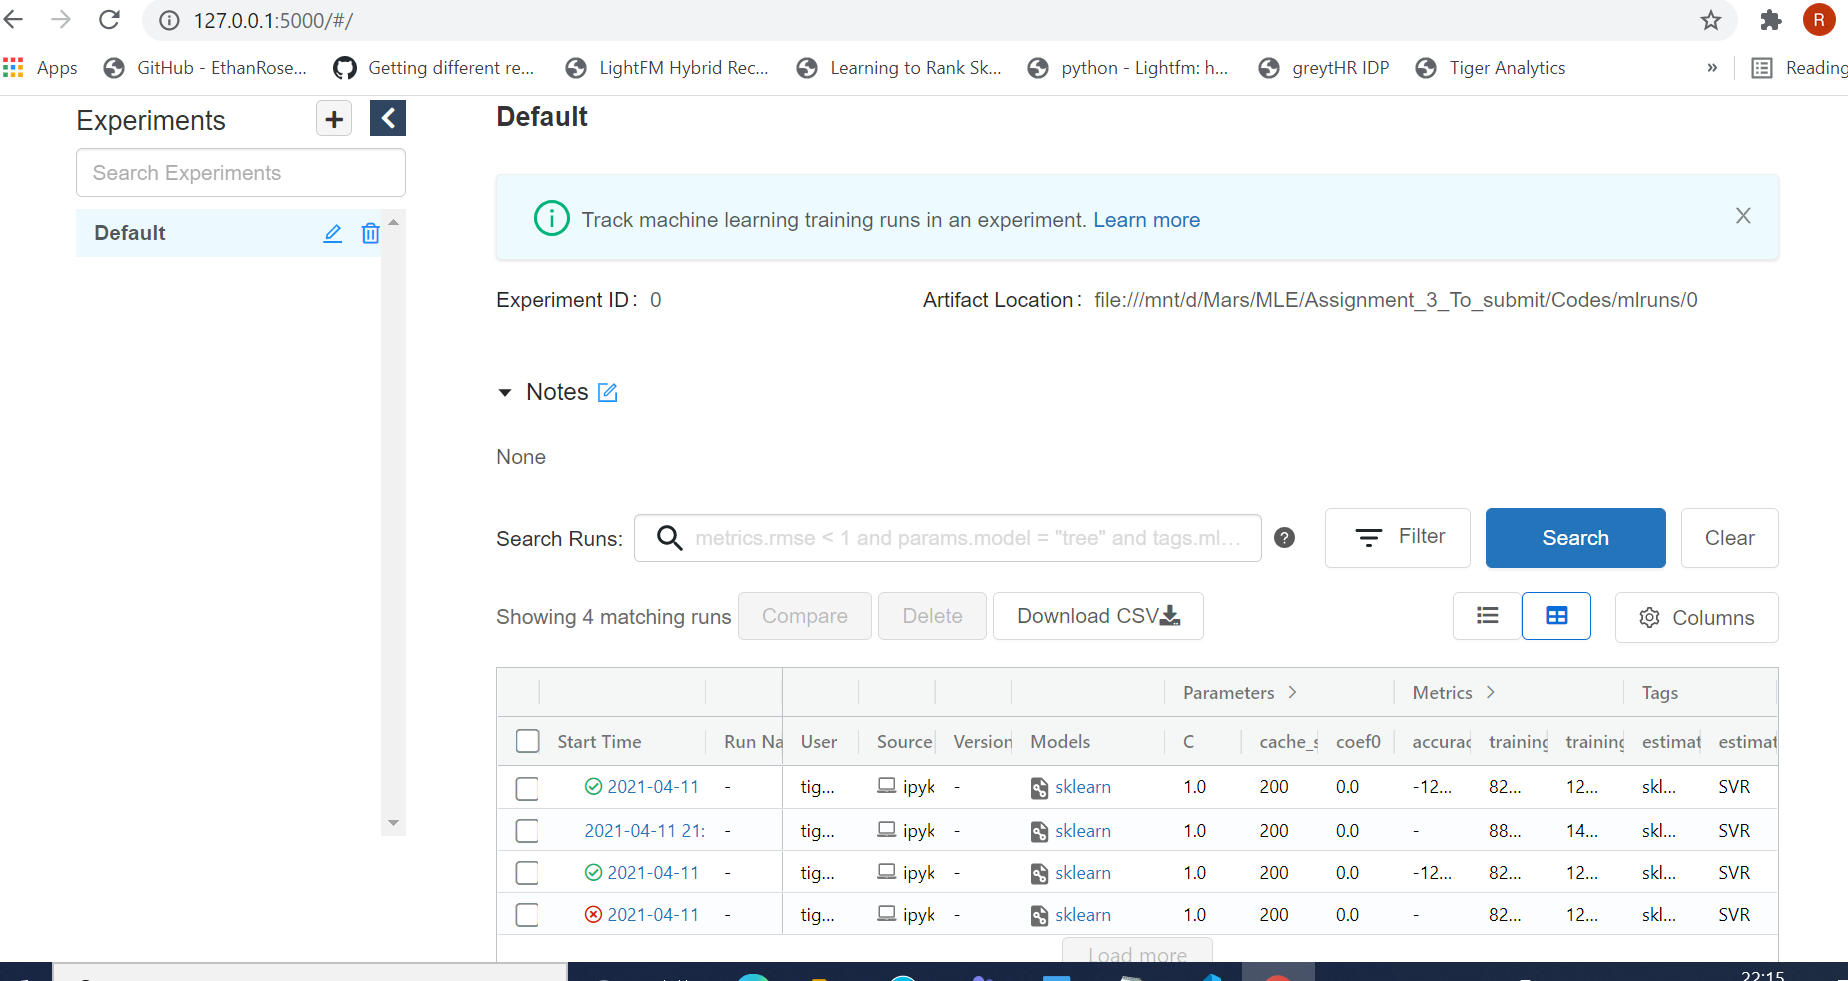 127.0.0.1:5000/#/
R
Apps GitHub - EthanRose... Getting different re... LightFM Hybrid Rec... Learning to Rank Sk... python - Lightfm: h... greytHR IDP Tiger Analytics » Reading
Experiments
Search Experiments
Default
Default
Track machine learning training runs in an experiment. Learn more
Experiment ID: 0 Artifact Location: file:///mnt/d/Mars/MLE/Assignment_3_To_submit/Codes/mlruns/0
Notes
None
Search Runs: metrics.rmse < 1 and params.model = "tree" and tags.ml... Filter Search Clear
Showing 4 matching runs Compare Delete Download CSV Columns
Parameters > Metrics > Tags
Start Time Run Na User Source Version Models C cache_s coef0 accurac training training estimat estimat
2021-04-11 - tig... ipyk - sklearn 1.0 200 0.0 -12... 82... 12... skl... SVR
2021-04-11 21: - tig... ipyk - sklearn 1.0 200 0.0 - 88... 14... skl... SVR
2021-04-11 - tig... ipyk - sklearn 1.0 200 0.0 -12... 82... 12... skl... SVR
2021-04-11 - tig... ipyk - sklearn 1.0 200 0.0 - 82... 12... skl... SVR
Load more
22:15